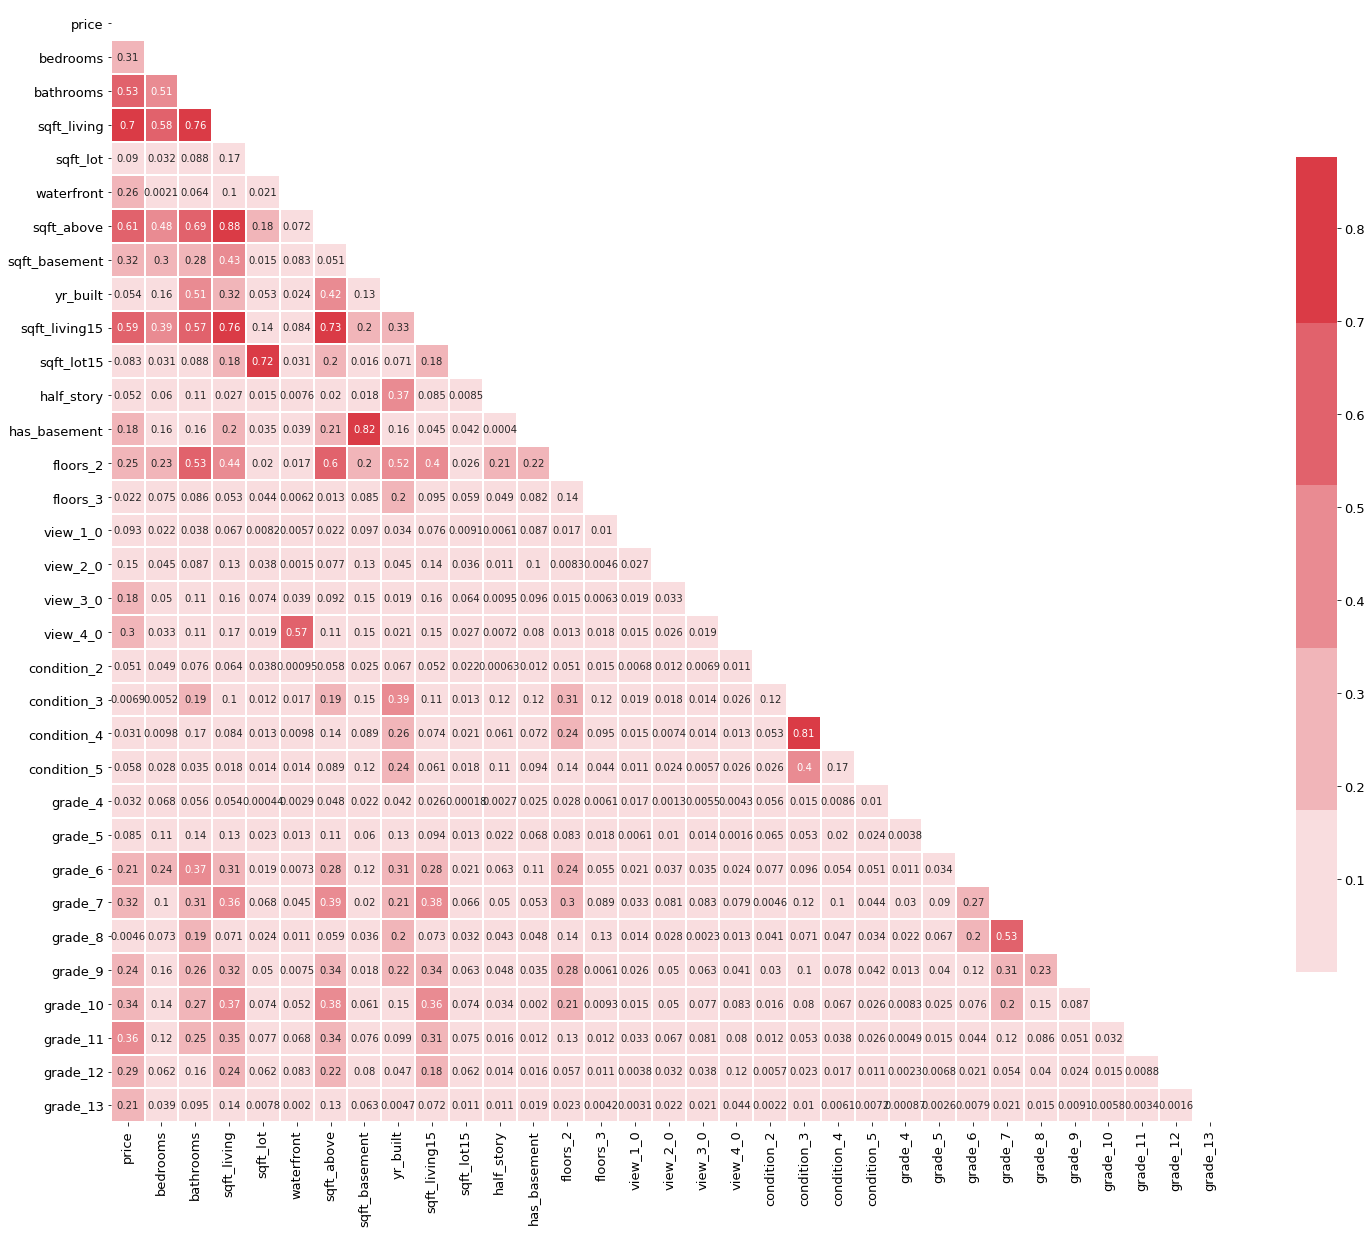 price
bedrooms 0.31
bathrooms 0.53 0.51
sqft_living 0.7 0.58 0.76
sqft_lot 0.09 0.032 0.088 0.17
waterfront 0.26 0.0021 0.064 0.1 0.021
sqft_above 0.61 0.48 0.69 0.88 0.18 0.072
sqft_basement 0.32 0.3 0.28 0.43 0.015 0.083 0.051
yr_built 0.054 0.16 0.51 0.32 0.053 0.024 0.42 0.13
sqft_living15 0.59 0.39 0.57 0.76 0.14 0.084 0.73 0.2 0.33
sqft_lot15 0.083 0.031 0.088 0.18 0.72 0.031 0.2 0.016 0.071 0.18
half_story 0.052 0.06 0.11 0.027 0.015 0.0076 0.02 0.018 0.37 0.085 0.0085
has_basement 0.18 0.16 0.16 0.2 0.035 0.039 0.21 0.82 0.16 0.045 0.042 0.0004
floors_2 0.25 0.23 0.53 0.44 0.02 0.017 0.6 0.2 0.52 0.4 0.026 0.21 0.22
floors_3 0.022 0.075 0.086 0.053 0.044 0.0062 0.013 0.085 0.2 0.095 0.059 0.049 0.082 0.14
view_1_0 0.093 0.022 0.038 0.067 0.0082 0.0057 0.022 0.097 0.034 0.076 0.0091 0.0061 0.087 0.017 0.01
view_2_0 0.15 0.045 0.087 0.13 0.038 0.0015 0.077 0.13 0.045 0.14 0.036 0.011 0.1 0.0083 0.0046 0.027
view_3_0 0.18 0.05 0.11 0.16 0.074 0.039 0.092 0.15 0.019 0.16 0.064 0.0095 0.096 0.015 0.0063 0.019 0.033
view_4_0 0.3 0.033 0.11 0.17 0.019 0.57 0.11 0.15 0.021 0.15 0.027 0.0072 0.08 0.013 0.018 0.015 0.026 0.019
condition_2 0.051 0.049 0.076 0.064 0.038 0.00095 0.058 0.025 0.067 0.052 0.022 0.00063 0.012 0.051 0.015 0.0068 0.012 0.0069 0.011
condition_3 0.0069 0.0052 0.19 0.1 0.012 0.017 0.19 0.15 0.39 0.11 0.013 0.12 0.12 0.31 0.12 0.019 0.018 0.014 0.026 0.12
condition_4 0.031 0.0098 0.17 0.084 0.013 0.0098 0.14 0.089 0.26 0.074 0.021 0.061 0.072 0.24 0.095 0.015 0.0074 0.014 0.013 0.053 0.81
condition_5 0.058 0.028 0.035 0.018 0.014 0.014 0.089 0.12 0.24 0.061 0.018 0.11 0.094 0.14 0.044 0.011 0.024 0.0057 0.026 0.026 0.4 0.17
grade_4 0.032 0.068 0.056 0.054 0.00044 0.0029 0.048 0.022 0.042 0.026 0.00018 0.0027 0.025 0.028 0.0061 0.017 0.0013 0.0055 0.0043 0.056 0.015 0.0086 0.01
grade_5 0.085 0.11 0.14 0.13 0.023 0.013 0.11 0.06 0.13 0.094 0.013 0.022 0.068 0.083 0.018 0.0061 0.01 0.014 0.0016 0.065 0.053 0.02 0.024 0.0038
grade_6 0.21 0.24 0.37 0.31 0.019 0.0073 0.28 0.12 0.31 0.28 0.021 0.063 0.11 0.24 0.055 0.021 0.037 0.035 0.024 0.077 0.096 0.054 0.051 0.011 0.034
grade_7 0.32 0.1 0.31 0.36 0.068 0.045 0.39 0.02 0.21 0.38 0.066 0.05 0.053 0.3 0.089 0.033 0.081 0.083 0.079 0.0046 0.12 0.1 0.044 0.03 0.09 0.27
grade_8 0.0046 0.073 0.19 0.071 0.024 0.011 0.059 0.036 0.2 0.073 0.032 0.043 0.048 0.14 0.13 0.014 0.028 0.0023 0.013 0.041 0.071 0.047 0.034 0.022 0.067 0.2 0.53
grade_9 0.24 0.16 0.26 0.32 0.05 0.0075 0.34 0.018 0.22 0.34 0.063 0.048 0.035 0.28 0.0061 0.026 0.05 0.063 0.041 0.03 0.1 0.078 0.042 0.013 0.04 0.12 0.31 0.23
grade_10 0.34 0.14 0.27 0.37 0.074 0.052 0.38 0.061 0.15 0.36 0.074 0.034 0.002 0.21 0.0093 0.015 0.05 0.077 0.083 0.016 0.08 0.067 0.026 0.0083 0.025 0.076 0.2 0.15 0.087
grade_11 0.36 0.12 0.25 0.35 0.077 0.068 0.34 0.076 0.099 0.31 0.075 0.016 0.012 0.13 0.012 0.033 0.067 0.081 0.08 0.012 0.053 0.038 0.026 0.0049 0.015 0.044 0.12 0.086 0.051 0.032
grade_12 0.29 0.062 0.16 0.24 0.062 0.083 0.22 0.08 0.047 0.18 0.062 0.014 0.016 0.057 0.011 0.0038 0.032 0.038 0.12 0.0057 0.023 0.017 0.011 0.0023 0.0068 0.021 0.054 0.04 0.024 0.015 0.0088
grade_13 0.21 0.039 0.095 0.14 0.0078 0.002 0.13 0.063 0.0047 0.072 0.011 0.011 0.019 0.023 0.0042 0.0031 0.022 0.021 0.044 0.0022 0.01 0.0061 0.0072 0.00087 0.0026 0.0079 0.021 0.015 0.0091 0.0058 0.0034 0.0016
price bedrooms bathrooms sqft_living sqft_lot waterfront sqft_above sqft_basement yr_built sqft_living15 sqft_lot15 half_story has_basement floors_2 floors_3 view_1_0 view_2_0 view_3_0 view_4_0 condition_2 condition_3 condition_4 condition_5 grade_4 grade_5 grade_6 grade_7 grade_8 grade_9 grade_10 grade_11 grade_12 grade_13
0.8
0.7
0.6
0.5
0.4
0.3
0.2
0.1